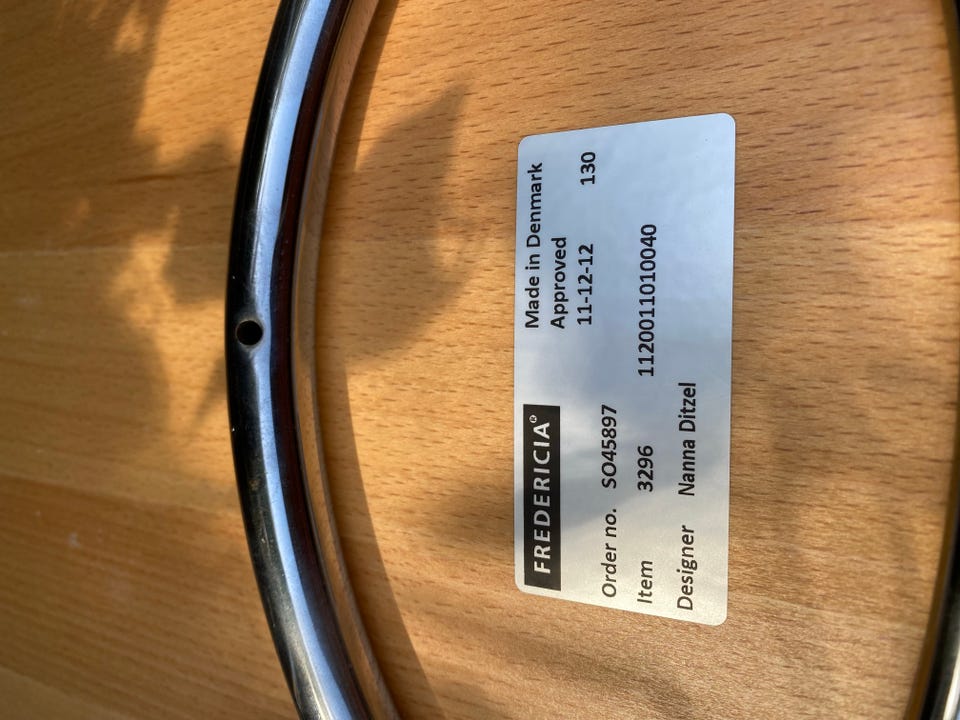 FREDERICIA® Made in Denmark
Approved
11-12-12 130
Order no. SO45897
Item 3296 1120011010040
Designer Nanna Ditzel